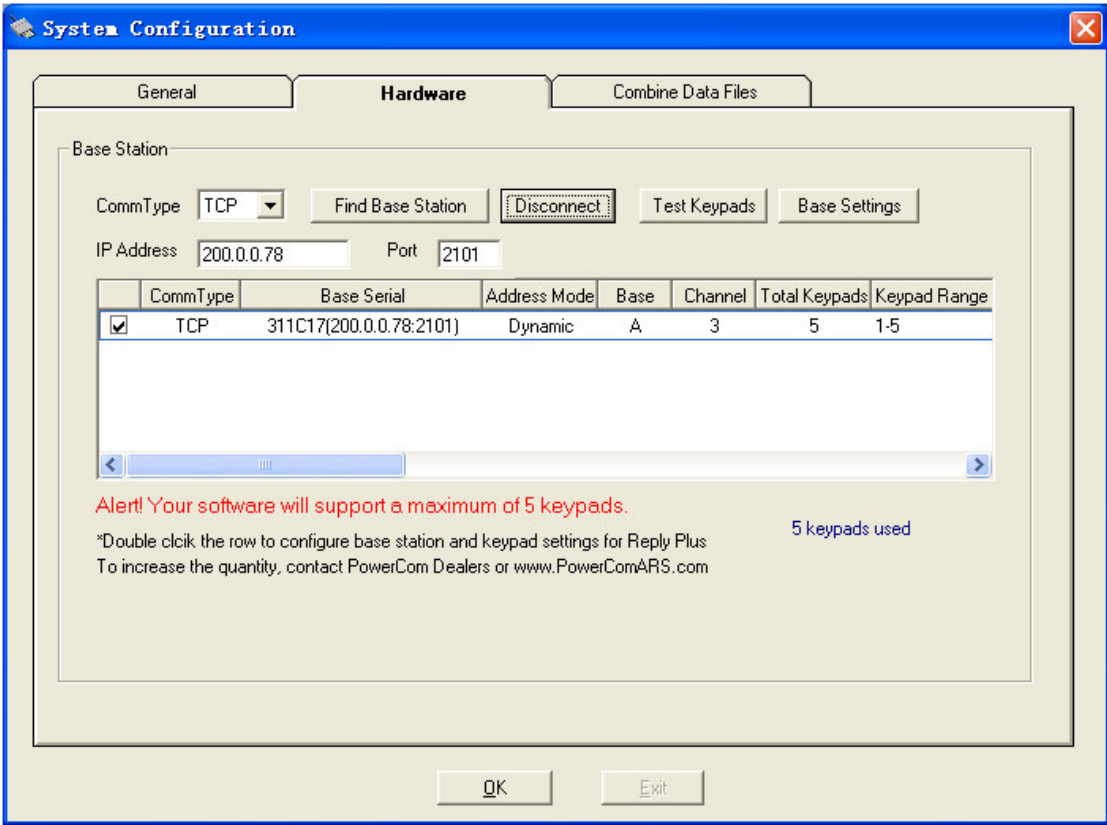 System Configuration
General Hardware Combine Data Files
Base Station
CommType TCP Find Base Station Disconnect Test Keypads Base Settings
IP Address 200.0.0.78 Port 2101
CommType Base Serial Address Mode Base Channel Total Keypads Keypad Range
TCP 311C17(200.0.0.78:2101) Dynamic A 3 5 1-5
Alert! Your software will support a maximum of 5 keypads.
5 keypads used
*Double clcik the row to configure base station and keypad settings for Reply Plus
To increase the quantity, contact PowerCom Dealers or www.PowerComARS.com
OK Exit